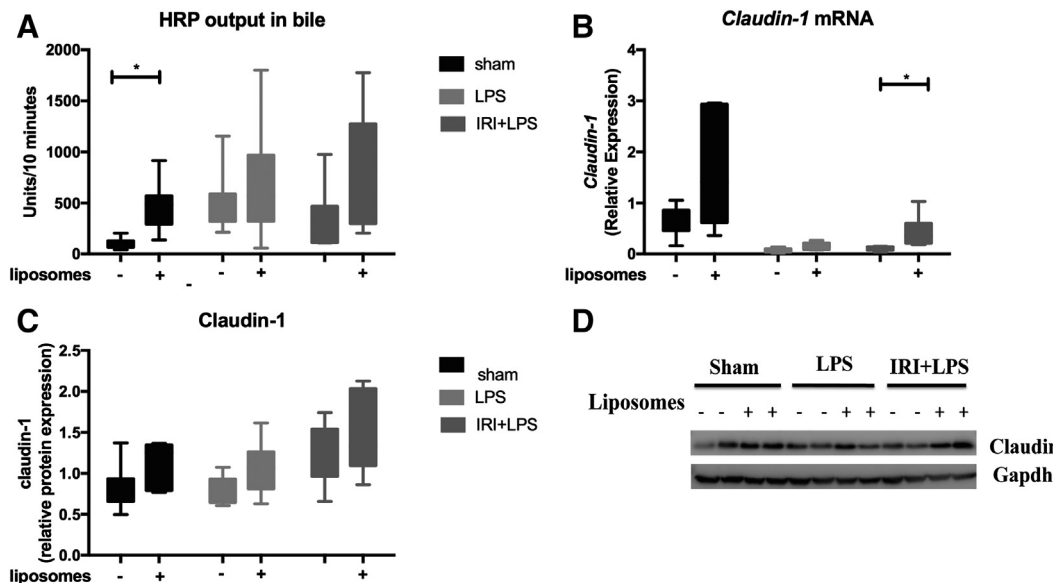 A
HRP output in bile
Units/10 minutes
2000
1500
1000
500
0
*
sham
LPS
IRI+LPS
liposomes - + - + +
-
B
Claudin-1 mRNA
Claudin-1
(Relative Expression)
4
3
2
1
0
*
- + - + - +
C
Claudin-1
claudin-1
(relative protein expression)
2.5
2.0
1.5
1.0
0.5
0.0
sham
LPS
IRI+LPS
liposomes - + - + +
D
Sham LPS IRI+LPS
Liposomes - - + + - - + + - - + +
Claudin
Gapdh